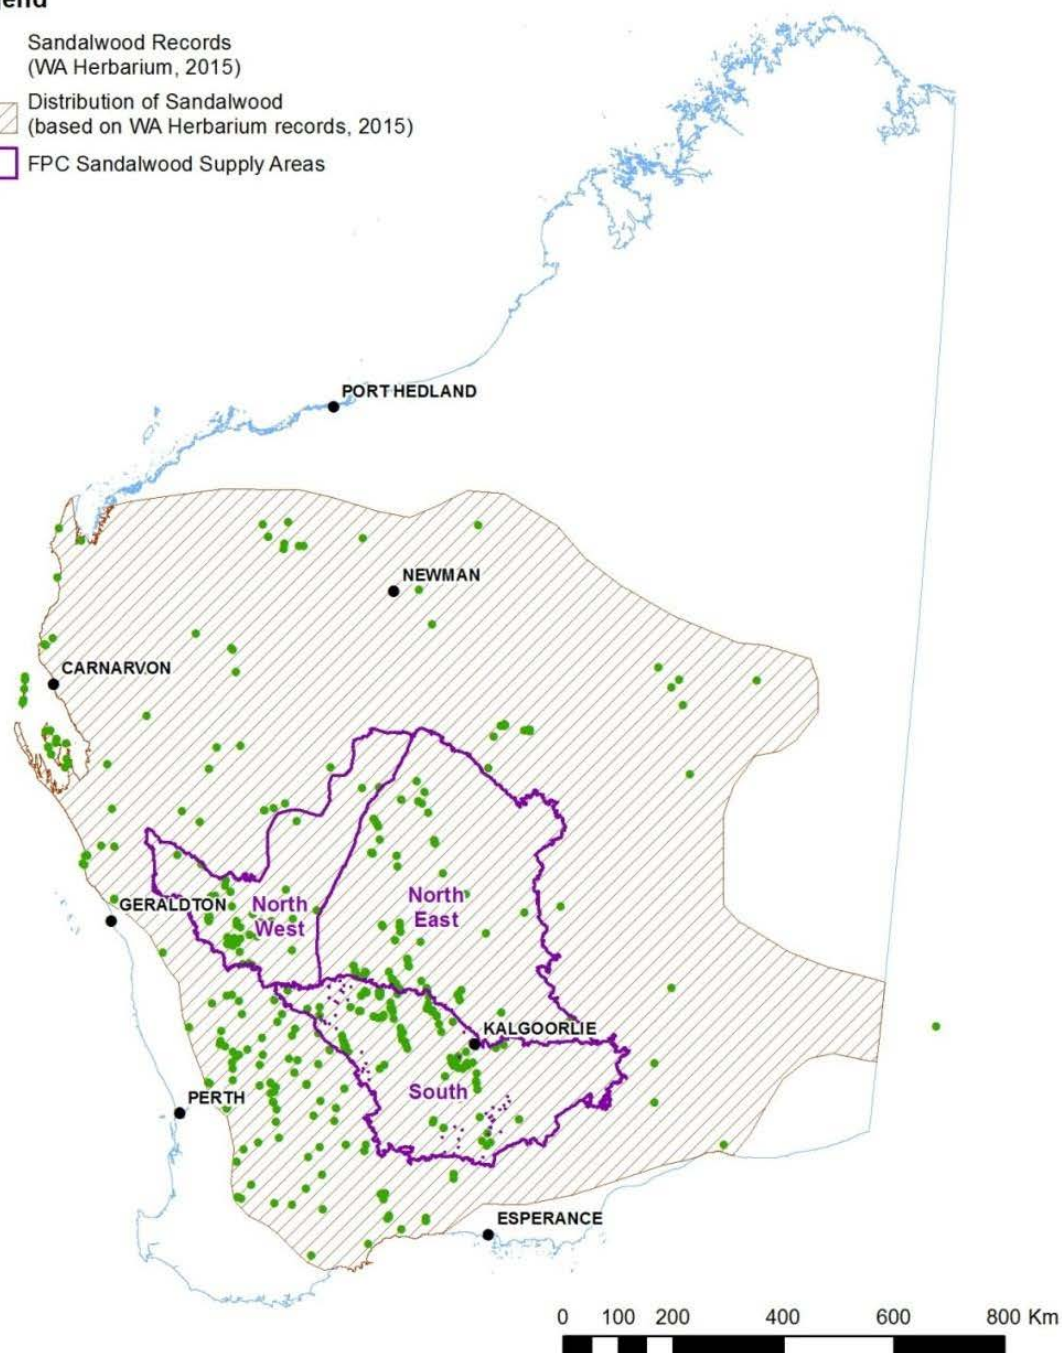 Sandalwood Records
(WA Herbarium, 2015)
Distribution of Sandalwood
(based on WA Herbarium records, 2015)
FPC Sandalwood Supply Areas
PORT HEDLAND
NEWMAN
CARNARVON
GERALDTON
North
West
North
East
KALGOORLIE
South
PERTH
ESPERANCE
0 100 200 400 600 800 Km